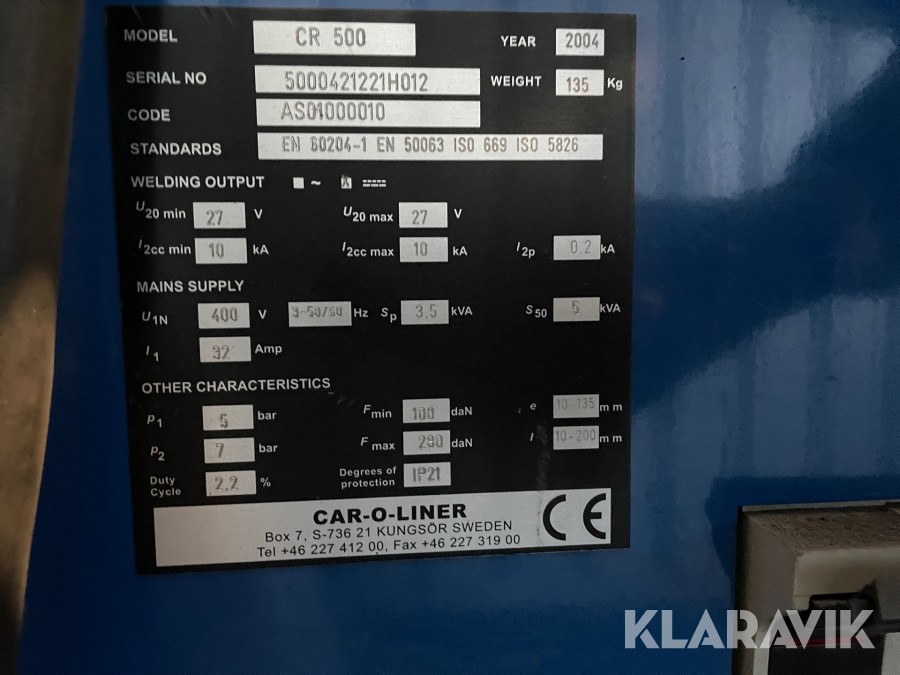 MODEL CR 500 YEAR 2004
SERIAL NO 5000421221H012 WEIGHT 135 Kg
CODE AS01000010
STANDARDS EN 60204-1 EN 50063 ISO 669 ISO 5826
WELDING OUTPUT ~ X
U20 min 27 V U20 max 27 V
I2cc min 10 kA I2cc max 10 kA I2p 0.2 kA
MAINS SUPPLY
U1N 400 V 3~50/60 Hz Sp 3.5 kVA S50 5 kVA
I1 32 Amp
OTHER CHARACTERISTICS
P1 5 bar Fmin 100 daN e 10-135 mm
P2 7 bar Fmax daN l 10-200 mm
Duty Cycle 2.2 % Degrees of protection IP21
CAR-O-LINER CE
Box 7, S-736 21 KUNGSÖR SWEDEN
Tel +46 227 412 00, Fax +46 227 319 00
KLARAVIK